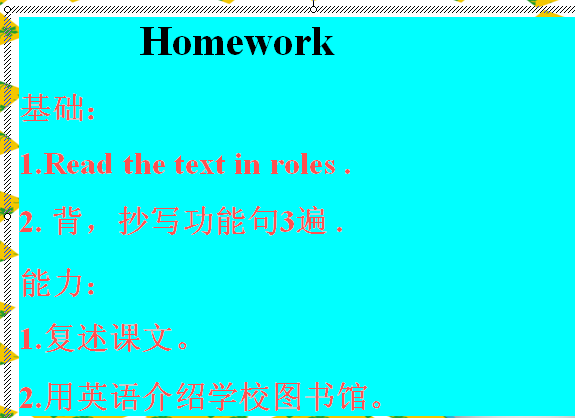 Homework
基础：
1.Read the text in roles .
2. 背，抄写功能句3遍 .
能力：
1.复述课文。
2.用英语介绍学校图书馆。